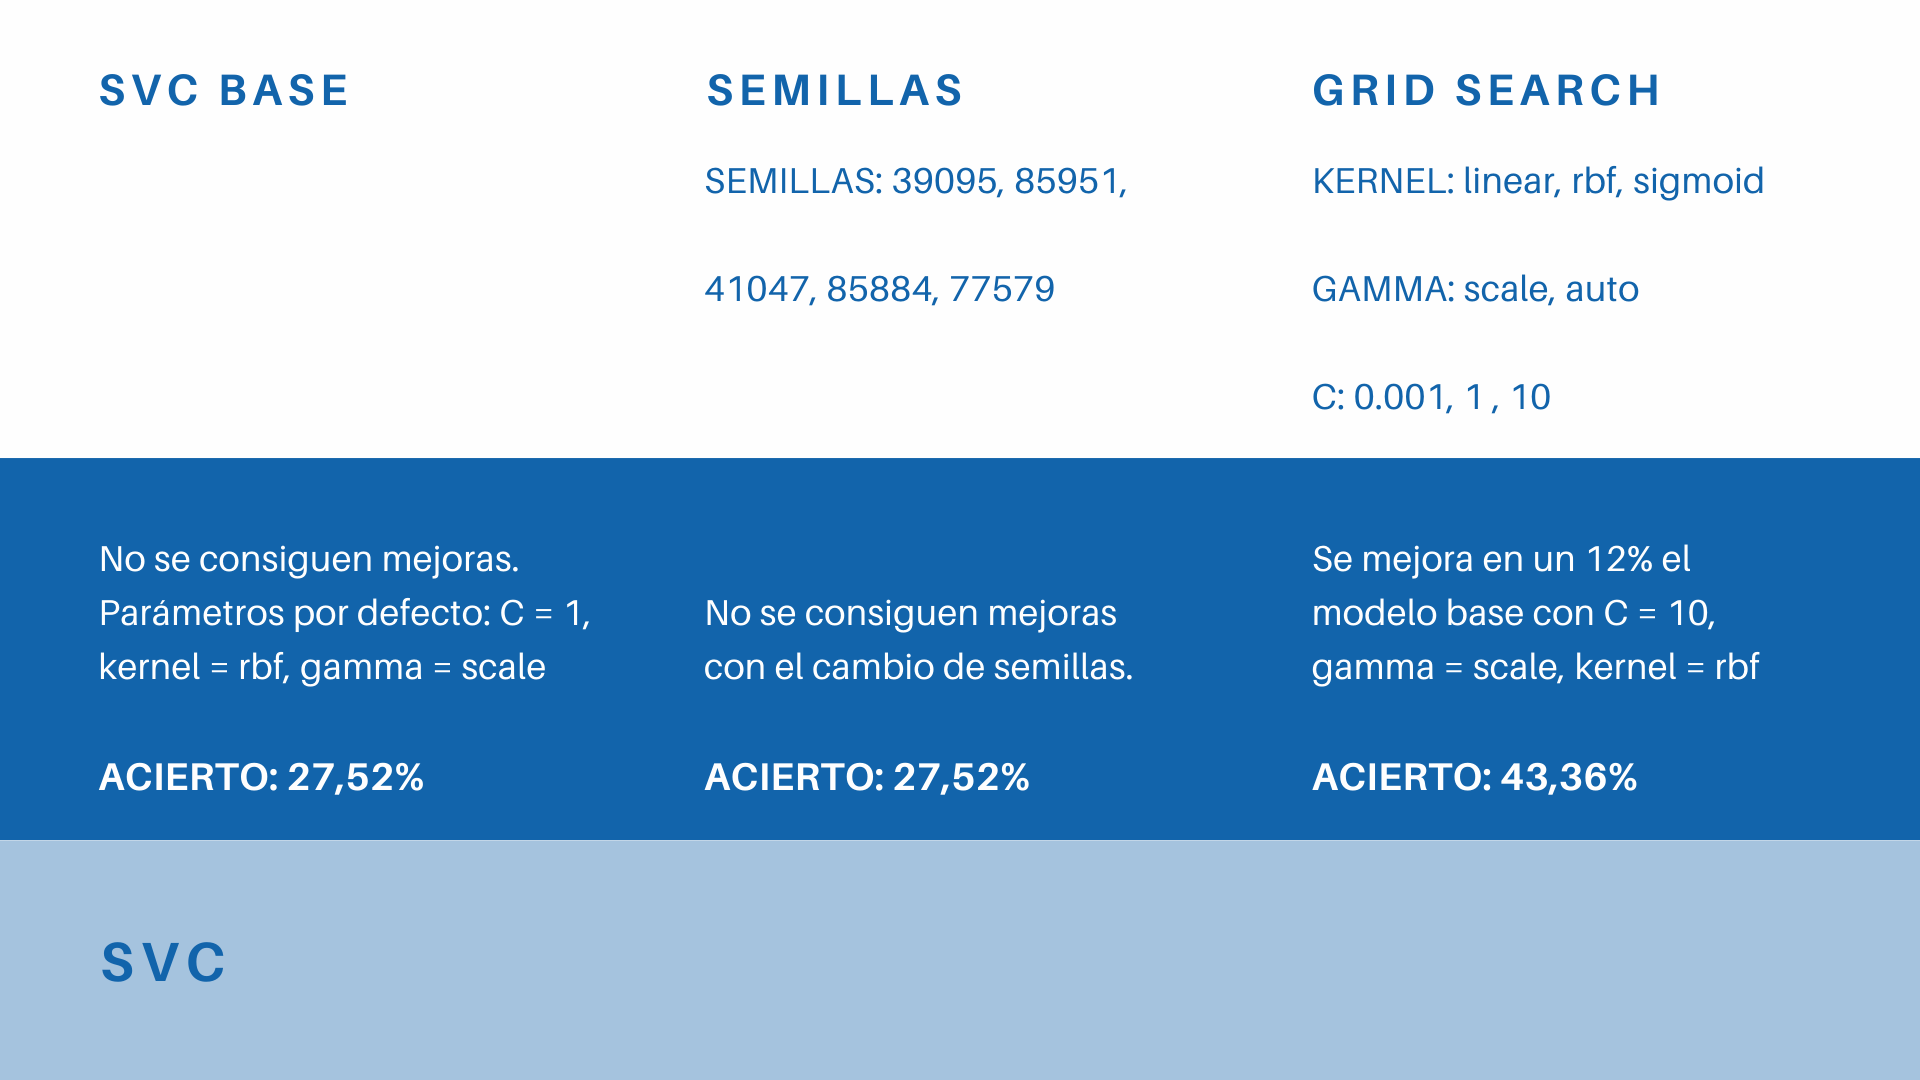 SVC BASE
SEMILLAS
SEMILLAS: 39095, 85951,
41047, 85884, 77579
GRID SEARCH
KERNEL: linear, rbf, sigmoid
GAMMA: scale, auto
C: 0.001, 1 , 10
No se consiguen mejoras.
Parámetros por defecto: C = 1,
kernel = rbf, gamma = scale
ACIERTO: 27,52%
No se consiguen mejoras
con el cambio de semillas.
ACIERTO: 27,52%
Se mejora en un 12% el
modelo base con C = 10,
gamma = scale, kernel = rbf
ACIERTO: 43,36%
SVC